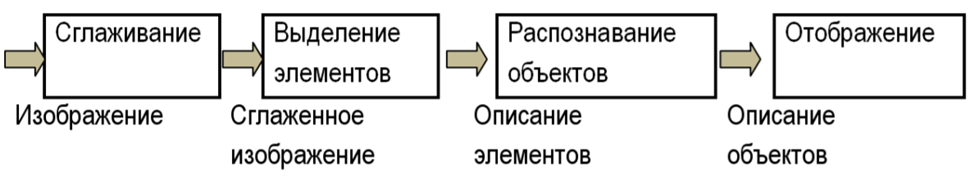 Сглаживание
Выделение
элементов
Распознавание
объектов
Отображение
Изображение
Сглаженное
изображение
Описание
элементов
Описание
объектов